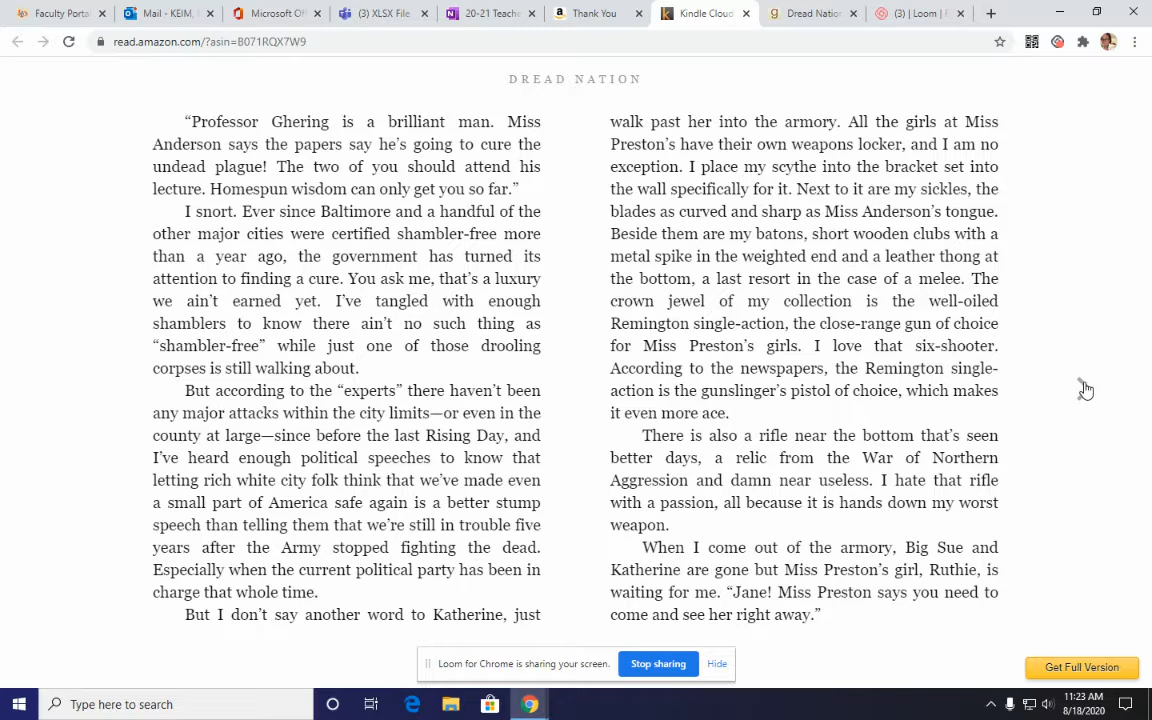 Faculty Portal
Mail - KEIM,
Microsoft Off
(3) XLSX File
20-21 Teache
Thank You
Kindle Cloud
Dread Nation
(3) | Loom |
read.amazon.com/?asin=B071RQX7W9
DREAD NATION
“Professor Ghering is a brilliant man. Miss
Anderson says the papers say he’s going to cure the
undead plague! The two of you should attend his
lecture. Homespun wisdom can only get you so far.”
I snort. Ever since Baltimore and a handful of the
other major cities were certified shambler-free more
than a year ago, the government has turned its
attention to finding a cure. You ask me, that’s a luxury
we ain’t earned yet. I’ve tangled with enough
shamblers to know there ain’t no such thing as
“shambler-free” while just one of those drooling
corpses is still walking about.
But according to the “experts” there haven’t been
any major attacks within the city limits—or even in the
county at large—since before the last Rising Day, and
I’ve heard enough political speeches to know that
letting rich white city folk think that we’ve made even
a small part of America safe again is a better stump
speech than telling them that we’re still in trouble five
years after the Army stopped fighting the dead.
Especially when the current political party has been in
charge that whole time.
But I don’t say another word to Katherine, just
walk past her into the armory. All the girls at Miss
Preston’s have their own weapons locker, and I am no
exception. I place my scythe into the bracket set into
the wall specifically for it. Next to it are my sickles, the
blades as curved and sharp as Miss Anderson’s tongue.
Beside them are my batons, short wooden clubs with a
metal spike in the weighted end and a leather thong at
the bottom, a last resort in the case of a melee. The
crown jewel of my collection is the well-oiled
Remington single-action, the close-range gun of choice
for Miss Preston’s girls. I love that six-shooter.
According to the newspapers, the Remington single-
action is the gunslinger’s pistol of choice, which makes
it even more ace.
There is also a rifle near the bottom that’s seen
better days, a relic from the War of Northern
Aggression and damn near useless. I hate that rifle
with a passion, all because it is hands down my worst
weapon.
When I come out of the armory, Big Sue and
Katherine are gone but Miss Preston’s girl, Ruthie, is
waiting for me. “Jane! Miss Preston says you need to
come and see her right away.”
Loom for Chrome is sharing your screen.
Stop sharing
Hide
Get Full Version
Type here to search
11:23 AM
8/18/2020